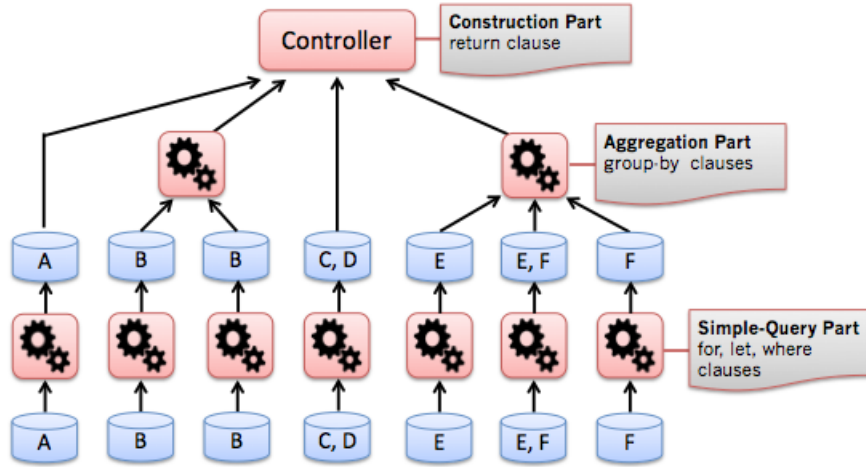 Controller
Construction Part
return clause
Aggregation Part
group-by clauses
A
B
B
C, D
E
E, F
F
Simple-Query Part
for, let, where
clauses
A
B
B
C, D
E
E, F
F